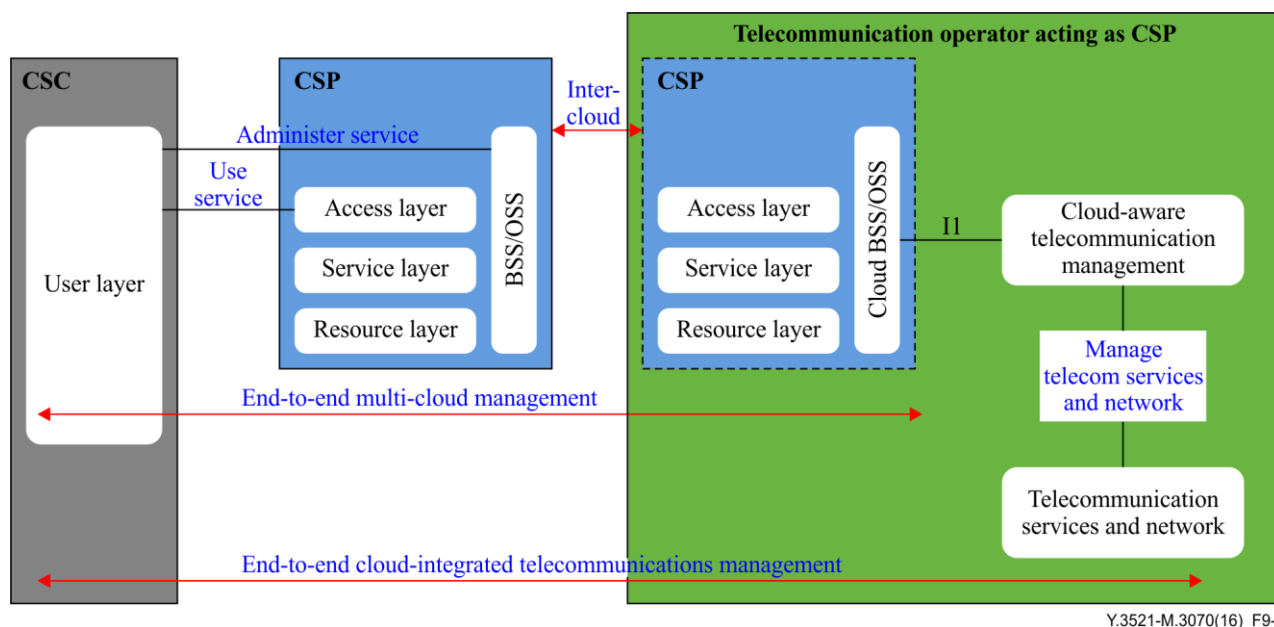 Telecommunication operator acting as CSP
CSC
CSP
Inter-
cloud
CSP
Administer service
Use
service
User layer
Access layer
Service layer
Resource layer
BSS/OSS
Access layer
Service layer
Resource layer
Cloud BSS/OSS
I1
Cloud-aware
telecommunication
management
Manage
telecom services
and network
Telecommunication
services and network
End-to-end multi-cloud management
End-to-end cloud-integrated telecommunications management
Y.3521-M.3070(16)_F9-